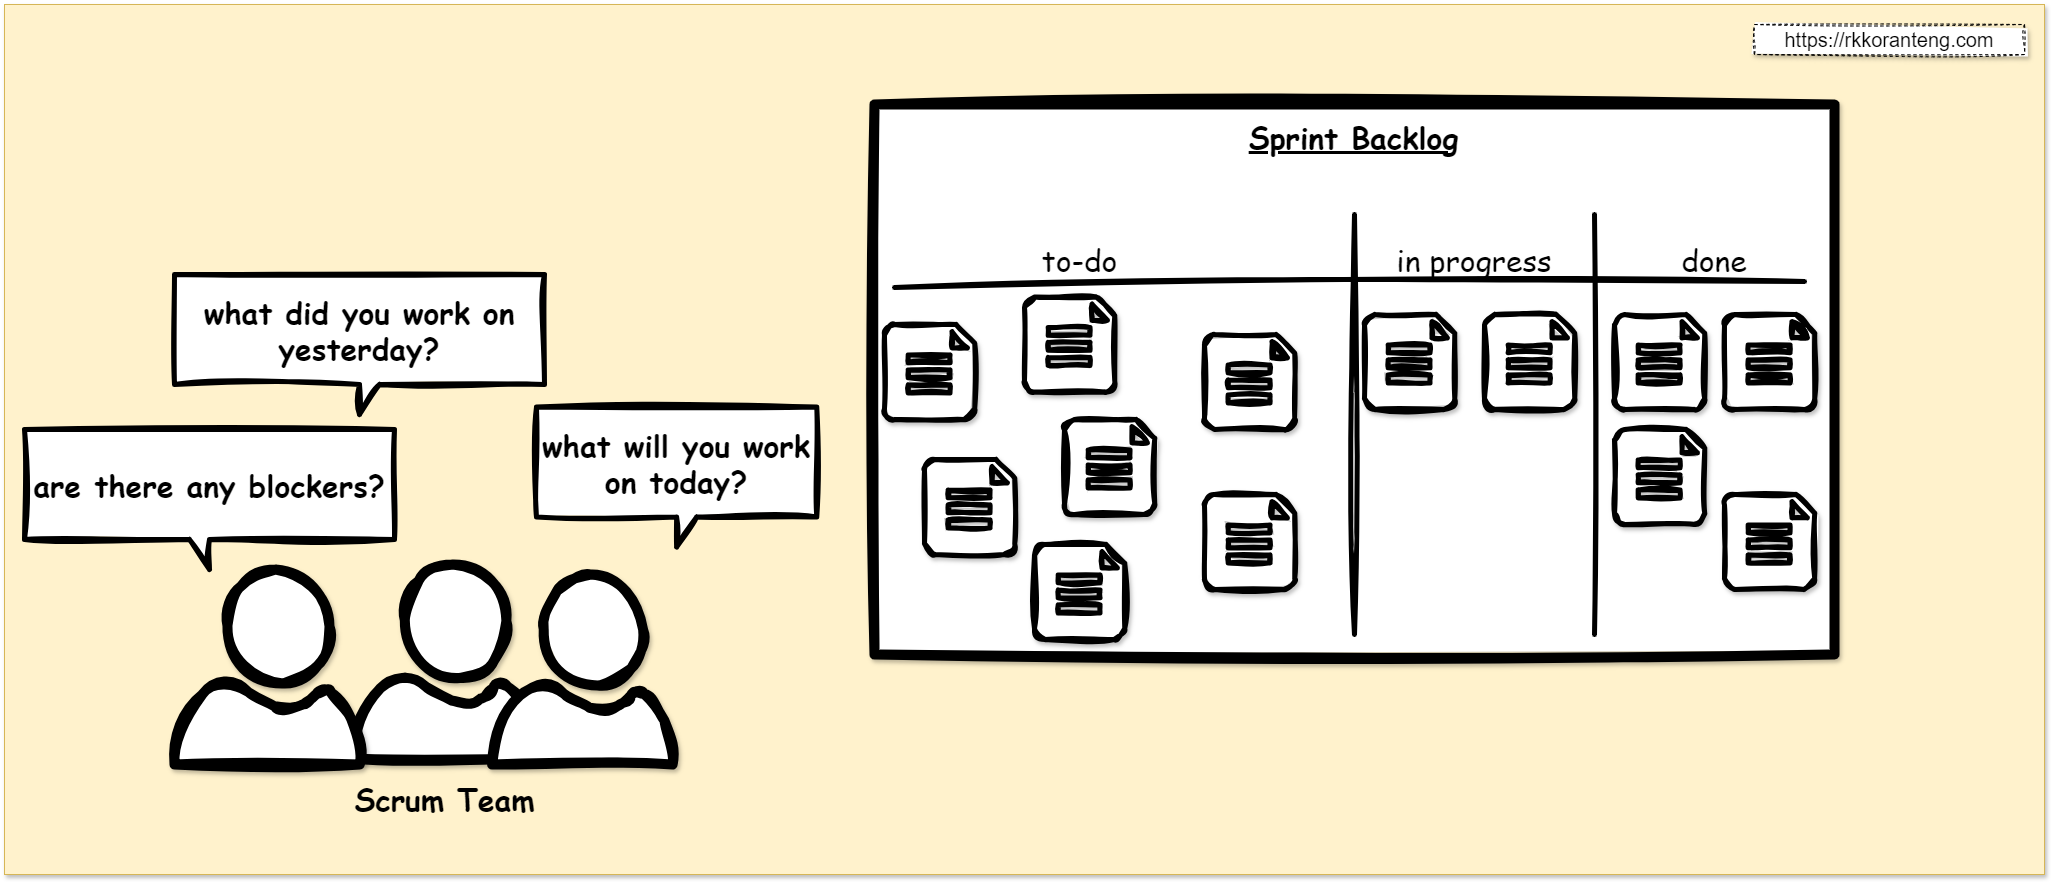 https://rkkoranteng.com
Sprint Backlog
to-do
in progress
done
what did you work on
yesterday?
are there any blockers?
what will you work
on today?
Scrum Team